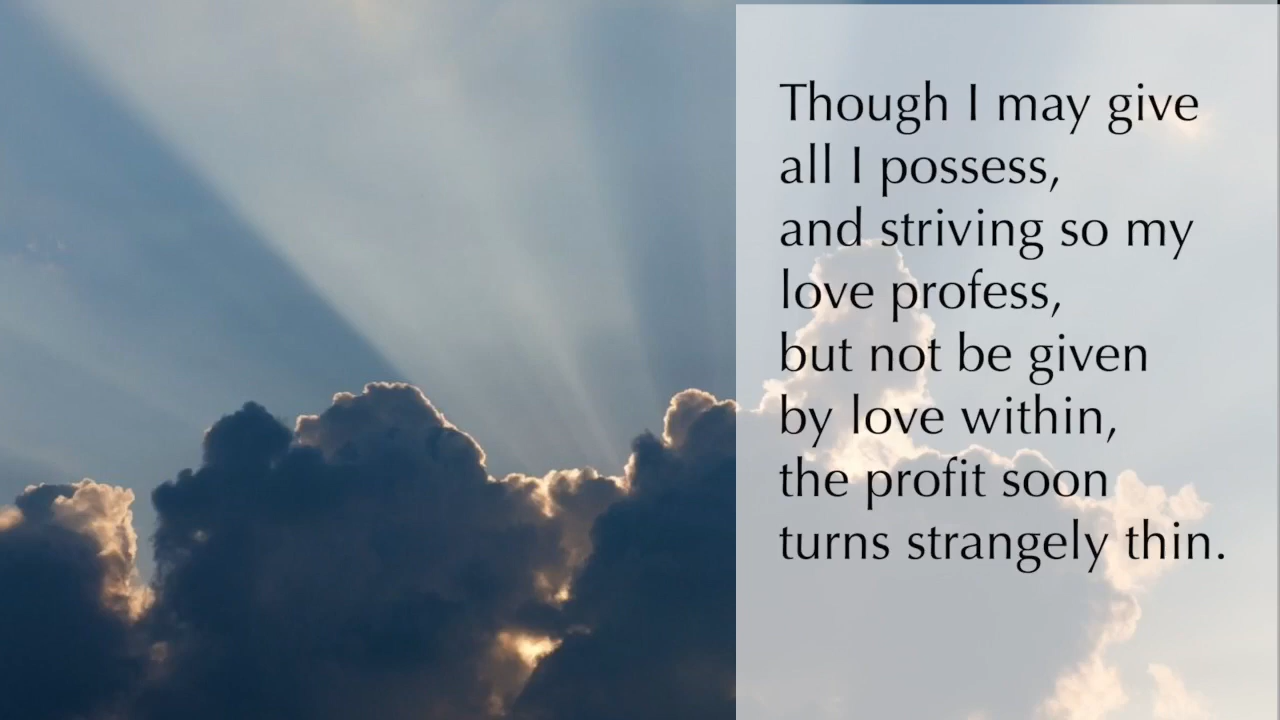 Though I may give
all I possess,
and striving so my
love profess,
but not be given
by love within,
the profit soon
turns strangely thin.